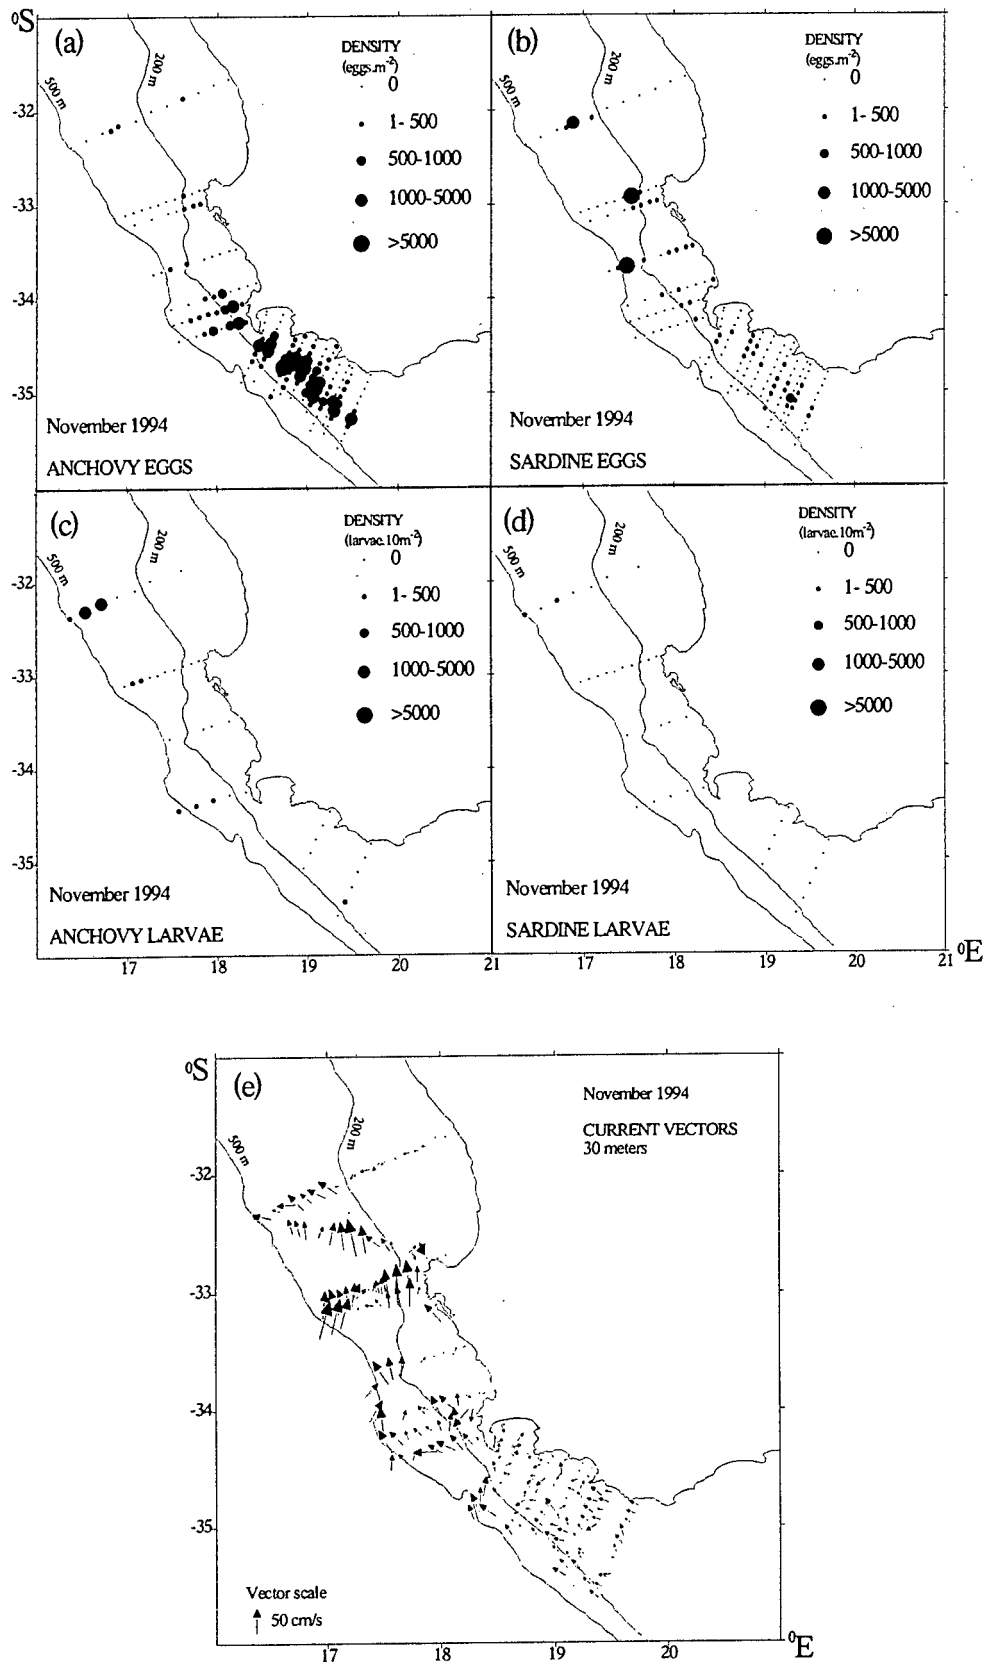 ⁰S
(a)
DENSITY
(eggs.m⁻²)
0
1- 500
500-1000
1000-5000
>5000
200 m
500 m
November 1994
ANCHOVY EGGS
(b)
DENSITY
(eggs.m⁻²)
0
1- 500
500-1000
1000-5000
>5000
200 m
500 m
November 1994
SARDINE EGGS
-32
-33
-34
-35
(c)
DENSITY
(larvae.10m⁻²)
0
1- 500
500-1000
1000-5000
>5000
200 m
500 m
November 1994
ANCHOVY LARVAE
(d)
DENSITY
(larvae.10m⁻²)
0
1- 500
500-1000
1000-5000
>5000
200 m
500 m
November 1994
SARDINE LARVAE
-32
-33
-34
-35
17 18 19 20 21
17 18 19 20 21
⁰E
⁰S
(e)
November 1994
CURRENT VECTORS
30 meters
200 m
500 m
-32
-33
-34
-35
Vector scale
50 cm/s
17 18 19 20
⁰E